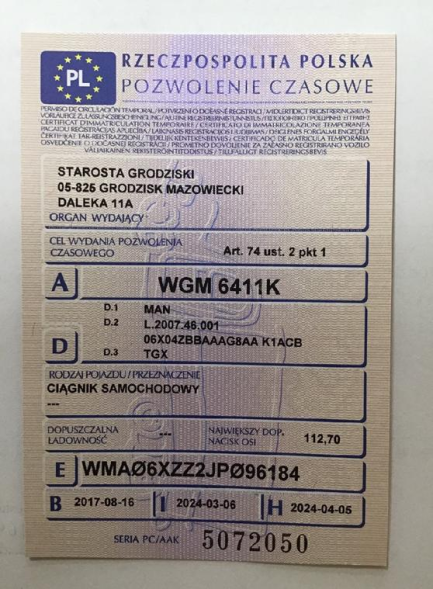 PL
RZECZPOSPOLITA POLSKA
POZWOLENIE CZASOWE
STAROSTA GRODZISKI
05-825 GRODZISK MAZOWIECKI
DALEKA 11A
ORGAN WYDAJĄCY
CEL WYDANIA POZWOLENIA
CZASOWEGO
Art. 74 ust. 2 pkt 1
A WGM 6411K
D.1 MAN
D.2 L.2007.46.001
06X04ZBBAAAG8AA K1ACB
D
D.3 TGX
RODZAJ POJAZDU / PRZEZNACZENIE
CIĄGNIK SAMOCHODOWY
---
DOPUSZCZALNA
ŁADOWNOŚĆ ---
NAJWIĘKSZY DOP.
NACISK OSI 112,70
E WMAØ6XZZ2JPØ96184
B 2017-08-16 I 2024-03-06 H 2024-04-05
SERIA PC/AAK 5072050